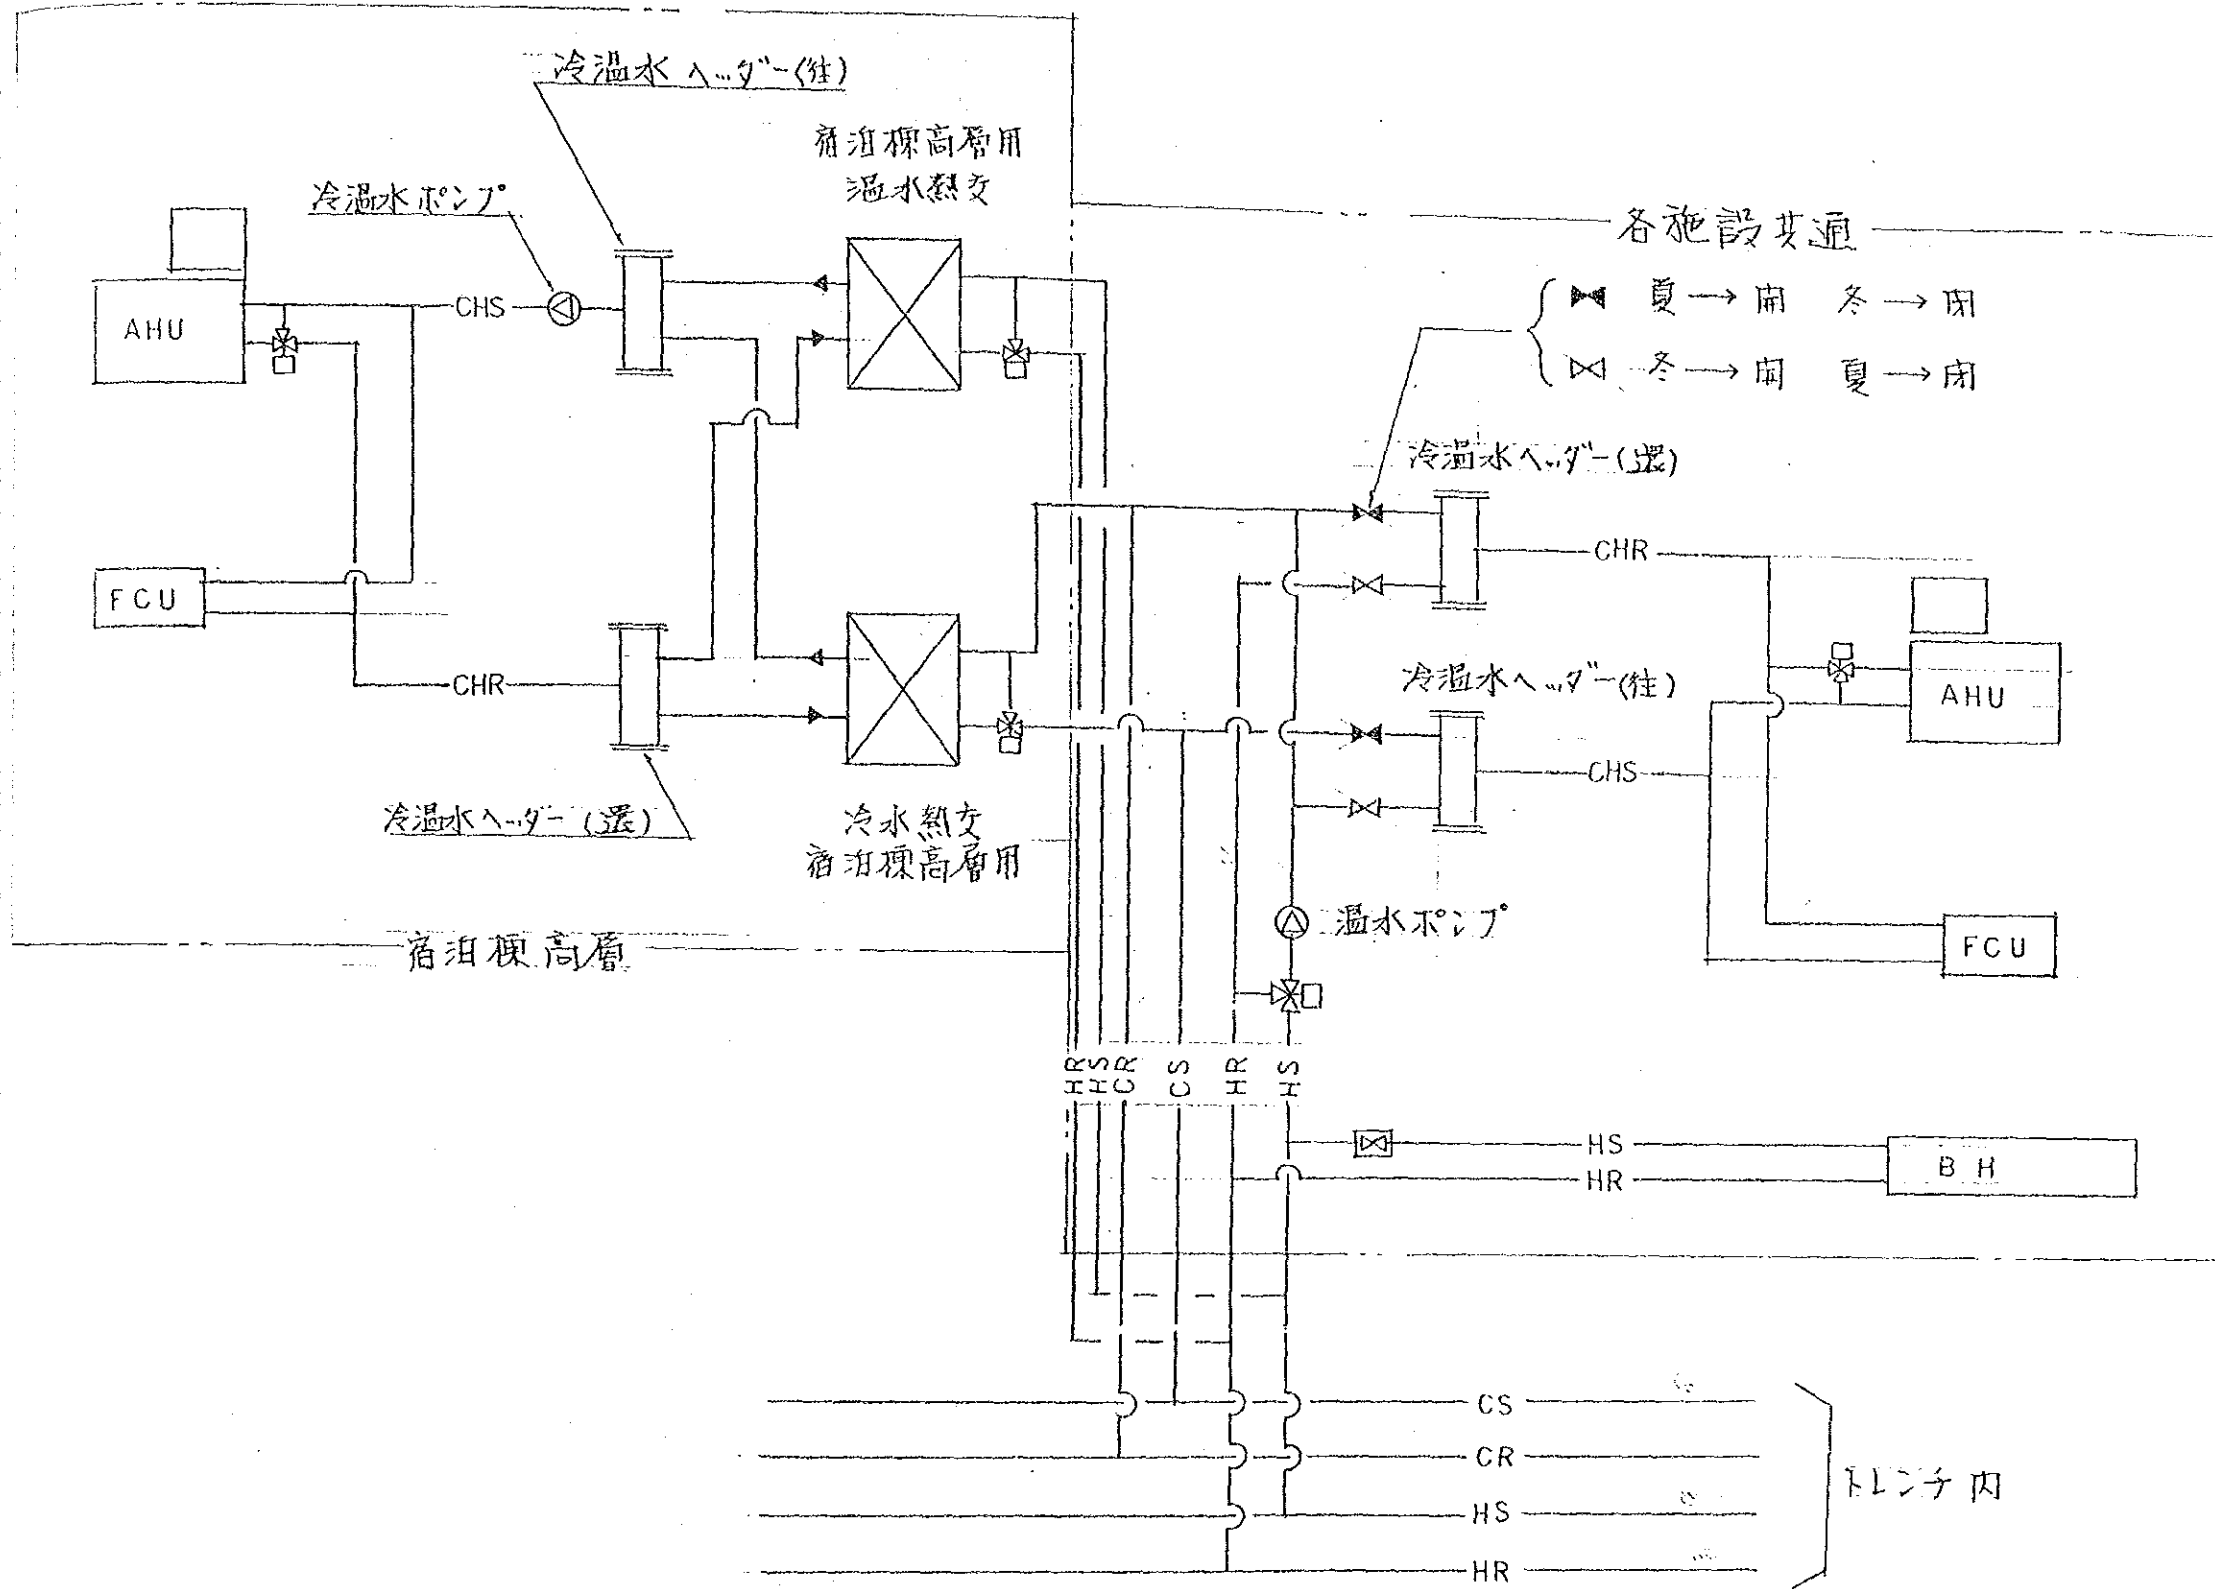 冷温水ヘッダー(往)
宿泊棟高層用
温水熱交
冷温水ポンプ
各施設共通
夏→開 冬→閉
冬→開 夏→閉
AHU
CHS
冷温水ヘッダー(還)
CHR
FCU
CHR
冷温水ヘッダー(往)
AHU
CHS
冷温水ヘッダー(還)
冷水熱交
宿泊棟高層用
温水ポンプ
宿泊棟高層
FCU
HR
HS
CR
CS
HR
HS
HS
HR
BH
CS
CR
HS
HR
トレンチ内